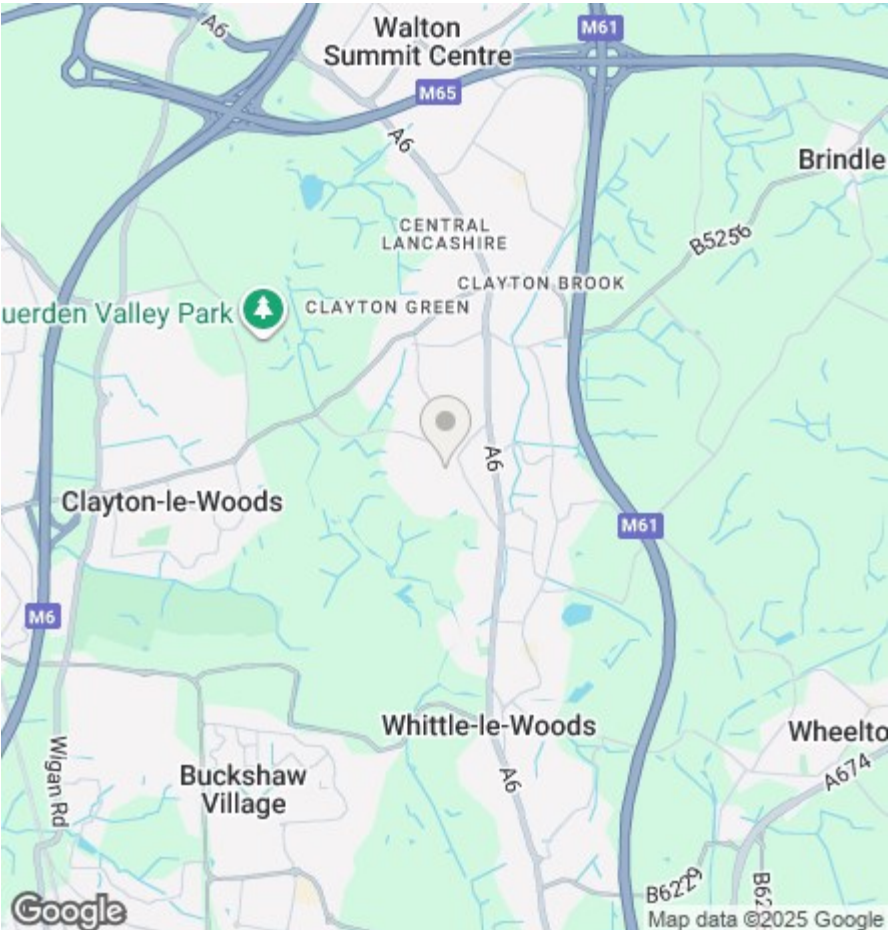 A6
Walton
Summit Centre
M61
M65
A6
Brindle
CENTRAL
LANCASHIRE
B5256
CLAYTON BROOK
CLAYTON GREEN
uerden Valley Park
A6
Clayton-le-Woods
M61
M6
Whittle-le-Woods
Wheelto
Wigan Rd
Buckshaw
Village
A6
A674
B6229
B62
Google
Map data ©2025 Google